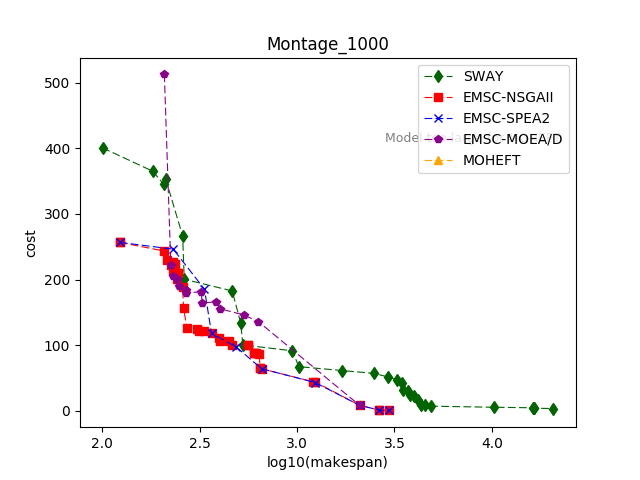 Montage_1000
500
400
300
200
100
0
cost
2.0
2.5
3.0
3.5
4.0
log10(makespan)
SWAY
EMSC-NSGAII
EMSC-SPEA2
EMSC-MOEA/D
MOHEFT